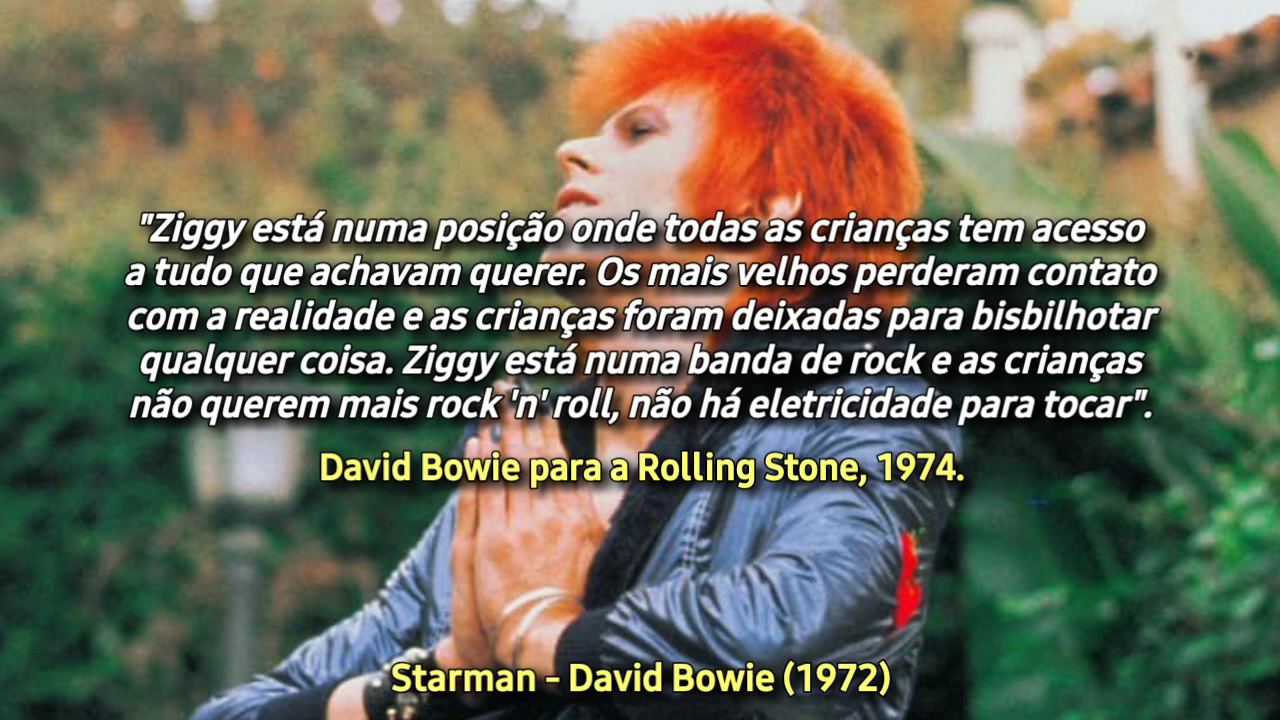 "Ziggy está numa posição onde todas as crianças tem acesso
a tudo que achavam querer. Os mais velhos perderam contato
com a realidade e as crianças foram deixadas para bisbilhotar
qualquer coisa. Ziggy está numa banda de rock e as crianças
não querem mais rock 'n' roll, não há eletricidade para tocar".
David Bowie para a Rolling Stone, 1974.
Starman - David Bowie (1972)